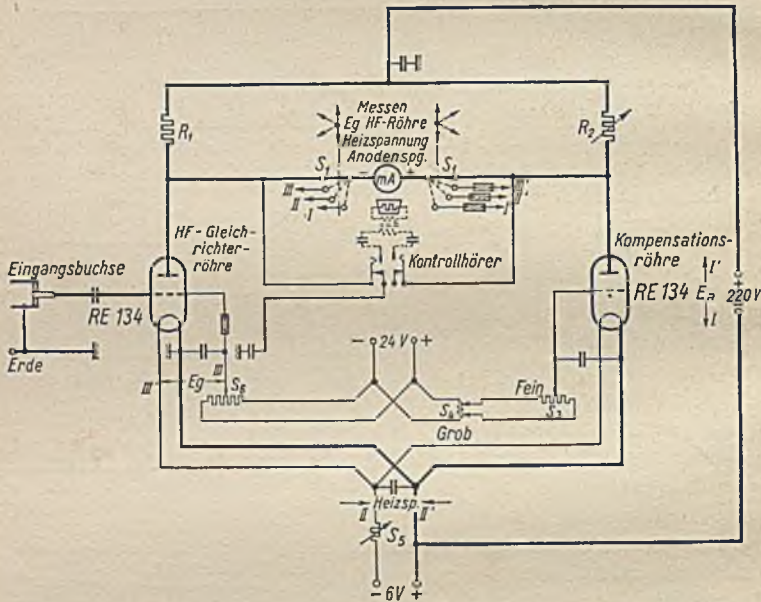 Messen
Eg HF-Röhre
Heizspannung
Anodenspg.
R₁
R₂
S₁
S₁
- mA +
III
II
I
I'
HF-Gleich-
richter-
röhre
Kontrollhörer
Kompensations-
röhre
Eingangsbuchse
RE 134
RE 134
I'
Eₐ 220V
I
+
-
Erde
III
III
Eg
S₆
- 24V +
Fein
S₃
S₄
Grob
II Heizsp. II'
S₅
- 6V +